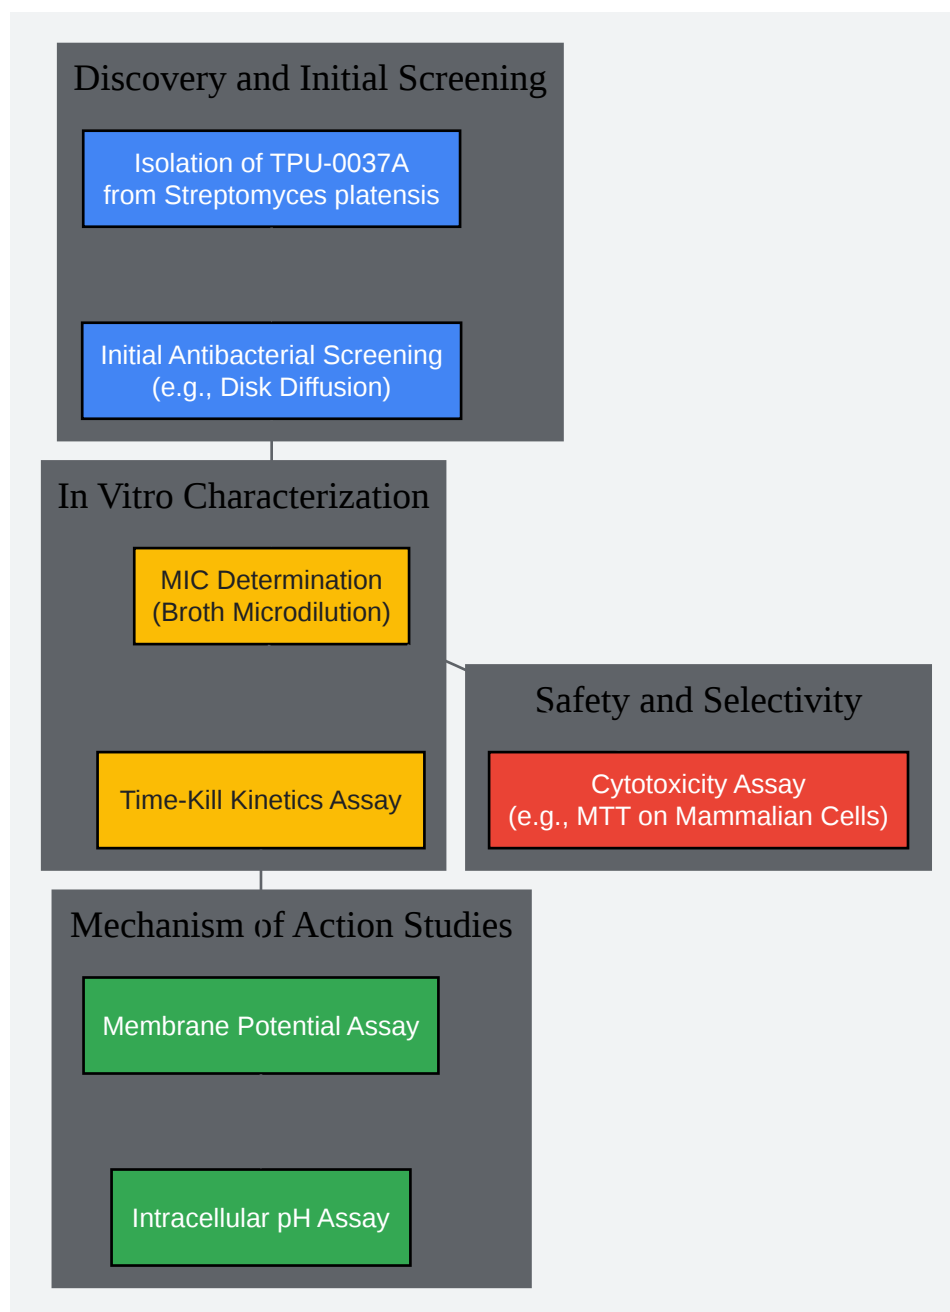 Discovery and Initial Screening
Isolation of TPU-0037A
from Streptomyces platensis
Initial Antibacterial Screening
(e.g., Disk Diffusion)
In Vitro Characterization
MIC Determination
(Broth Microdilution)
Time-Kill Kinetics Assay
Safety and Selectivity
Cytotoxicity Assay
(e.g., MTT on Mammalian Cells)
Mechanism of Action Studies
Membrane Potential Assay
Intracellular pH Assay